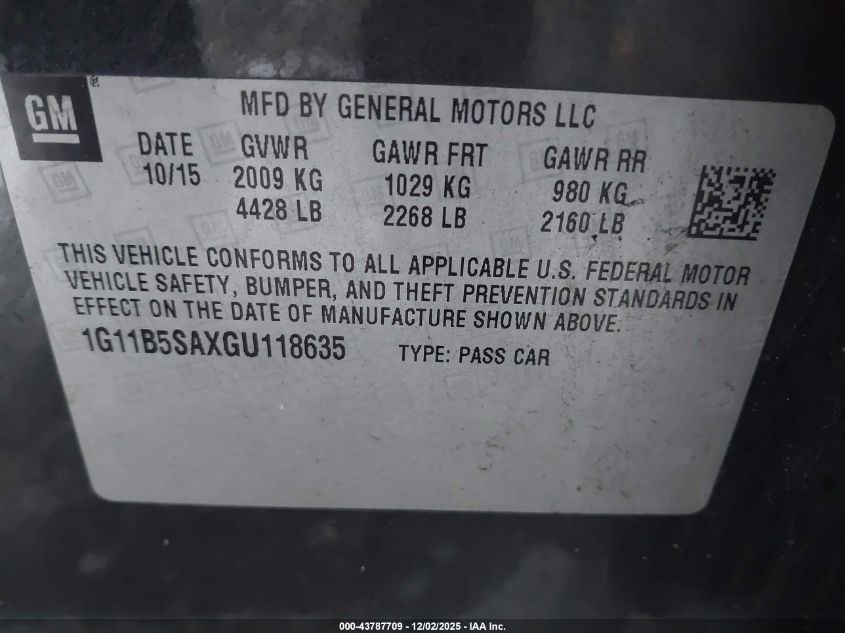 GM ®
MFD BY GENERAL MOTORS LLC
DATE GVWR GAWR FRT GAWR RR
10/15 2009 KG 1029 KG 980 KG
4428 LB 2268 LB 2160 LB
THIS VEHICLE CONFORMS TO ALL APPLICABLE U.S. FEDERAL MOTOR
VEHICLE SAFETY, BUMPER, AND THEFT PREVENTION STANDARDS IN
EFFECT ON THE DATE OF MANUFACTURE SHOWN ABOVE.
1G11B5SAXGU118635 TYPE: PASS CAR
000-43787709 - 12/02/2025 - IAA Inc.